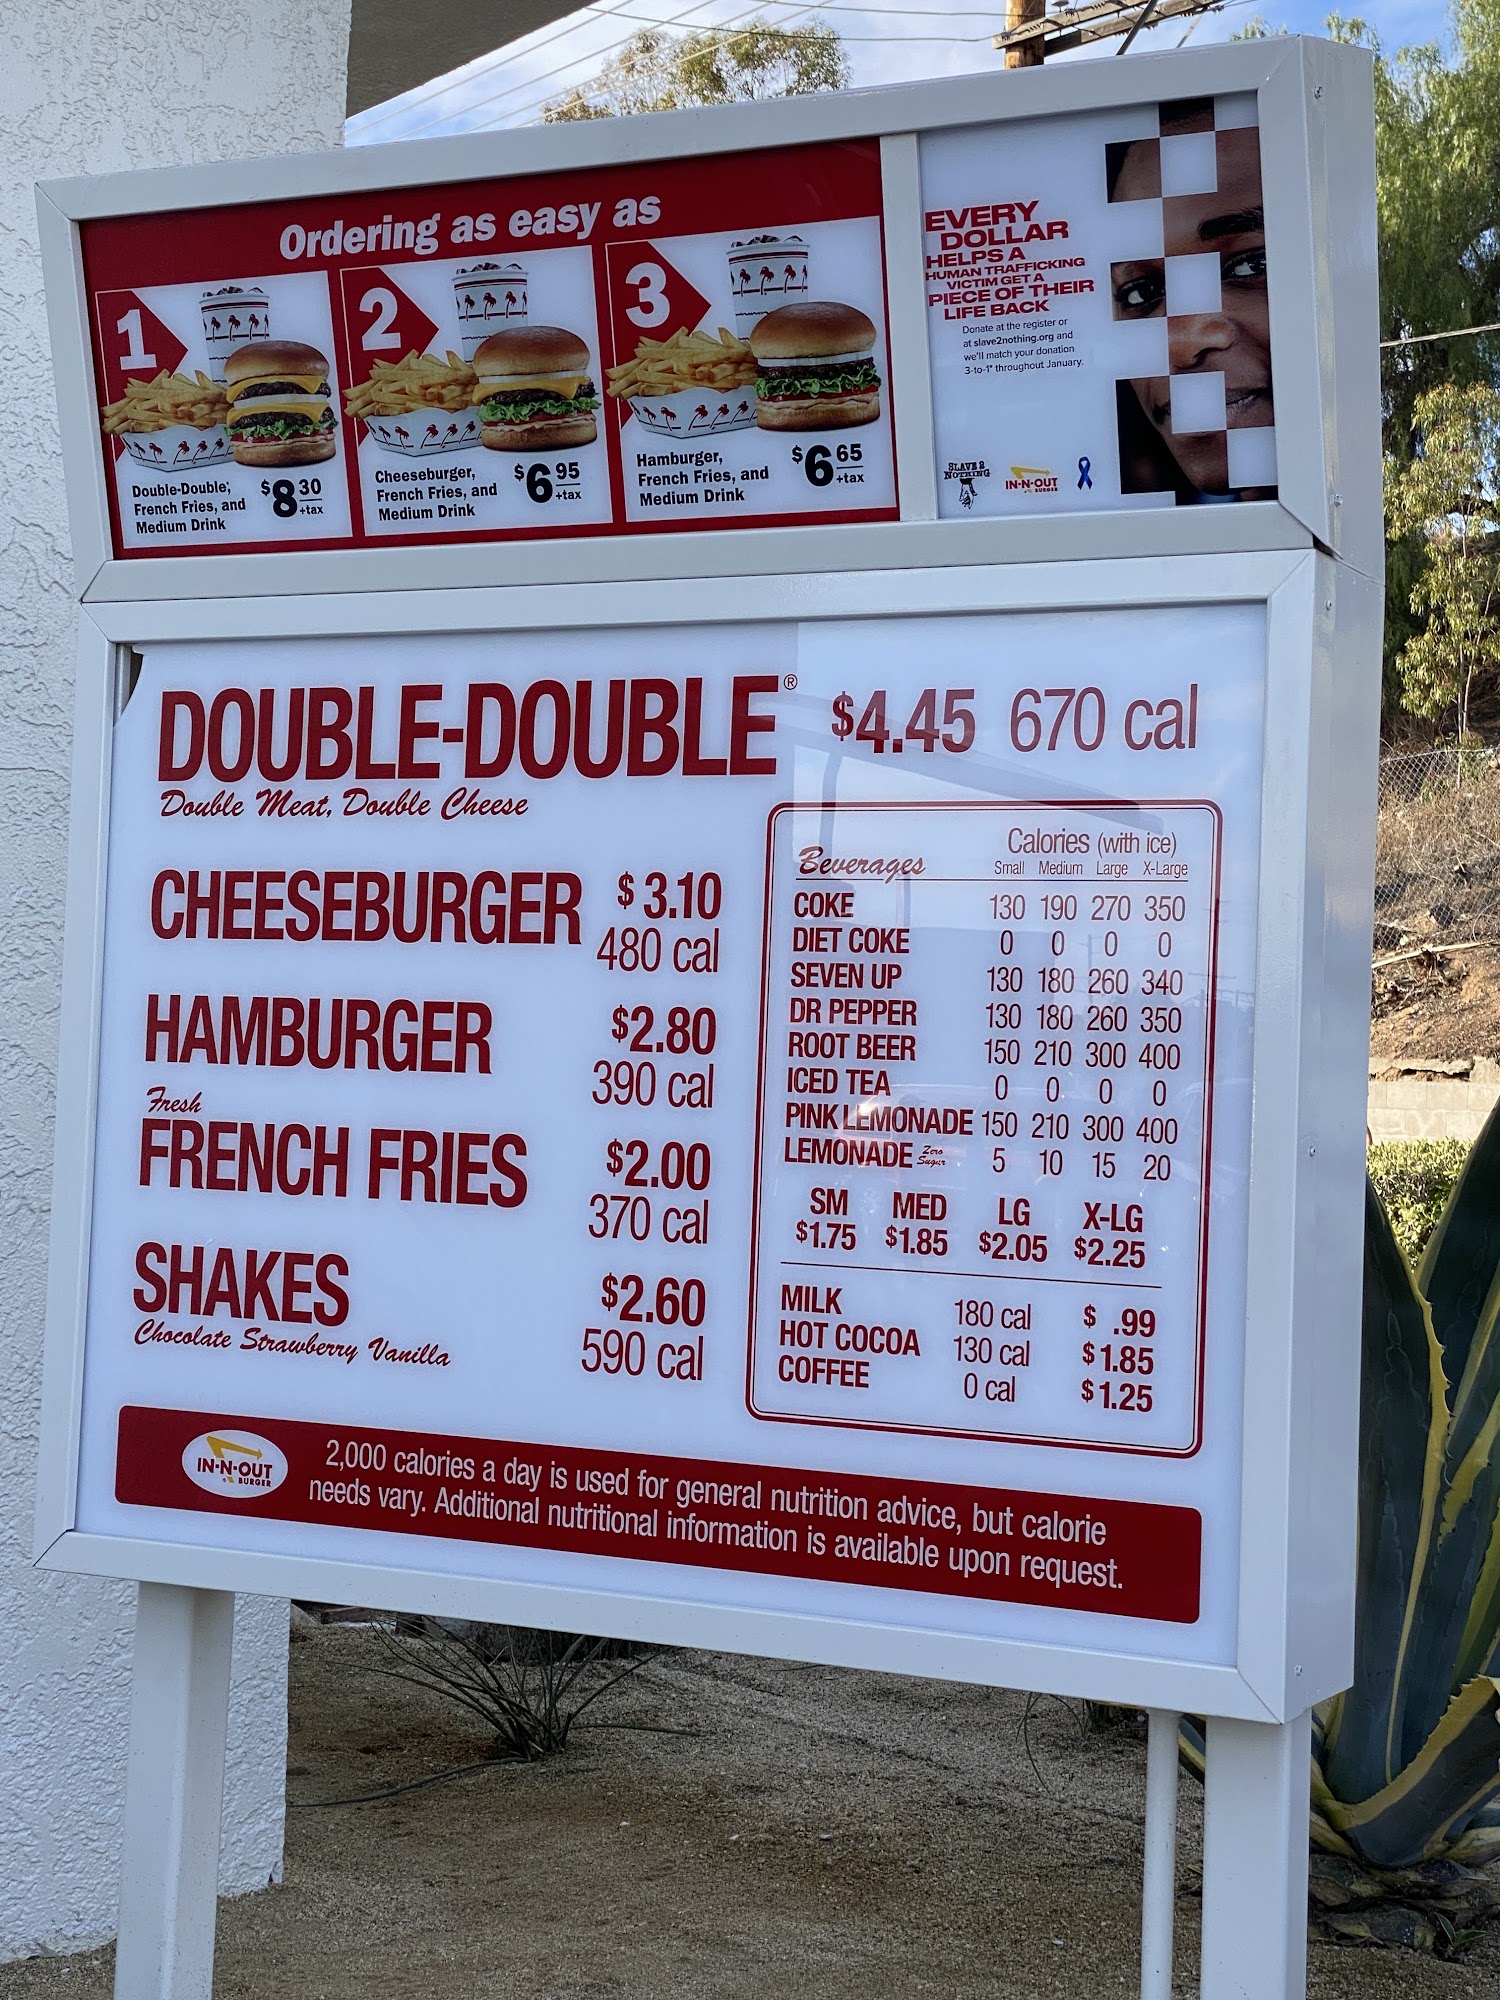 Ordering as easy as
1
Double-Double,
French Fries, and
Medium Drink
$8 30
+tax
2
Cheeseburger,
French Fries, and
Medium Drink
$6 95
+tax
3
Hamburger,
French Fries, and
Medium Drink
$6 65
+tax
EVERY
DOLLAR
HELPS A
HUMAN TRAFFICKING
VICTIM GET A
PIECE OF THEIR
LIFE BACK
Donate at the register or
at slave2nothing.org and
we'll match your donation
3-to-1* throughout January.
SLAVE 2
NOTHING
IN-N-OUT
BURGER
DOUBLE-DOUBLE® $4.45 670 cal
Double Meat, Double Cheese
CHEESEBURGER $3.10
480 cal
HAMBURGER $2.80
390 cal
Fresh
FRENCH FRIES $2.00
370 cal
SHAKES $2.60
Chocolate Strawberry Vanilla 590 cal
Calories (with ice)
Beverages Small Medium Large X-Large
COKE 130 190 270 350
DIET COKE 0 0 0 0
SEVEN UP 130 180 260 340
DR PEPPER 130 180 260 350
ROOT BEER 150 210 300 400
ICED TEA 0 0 0 0
PINK LEMONADE 150 210 300 400
LEMONADE Zero Sugar 5 10 15 20
SM MED LG X-LG
$1.75 $1.85 $2.05 $2.25
MILK 180 cal $ .99
HOT COCOA 130 cal $1.85
COFFEE 0 cal $1.25
IN-N-OUT
BURGER
2,000 calories a day is used for general nutrition advice, but calorie
needs vary. Additional nutritional information is available upon request.